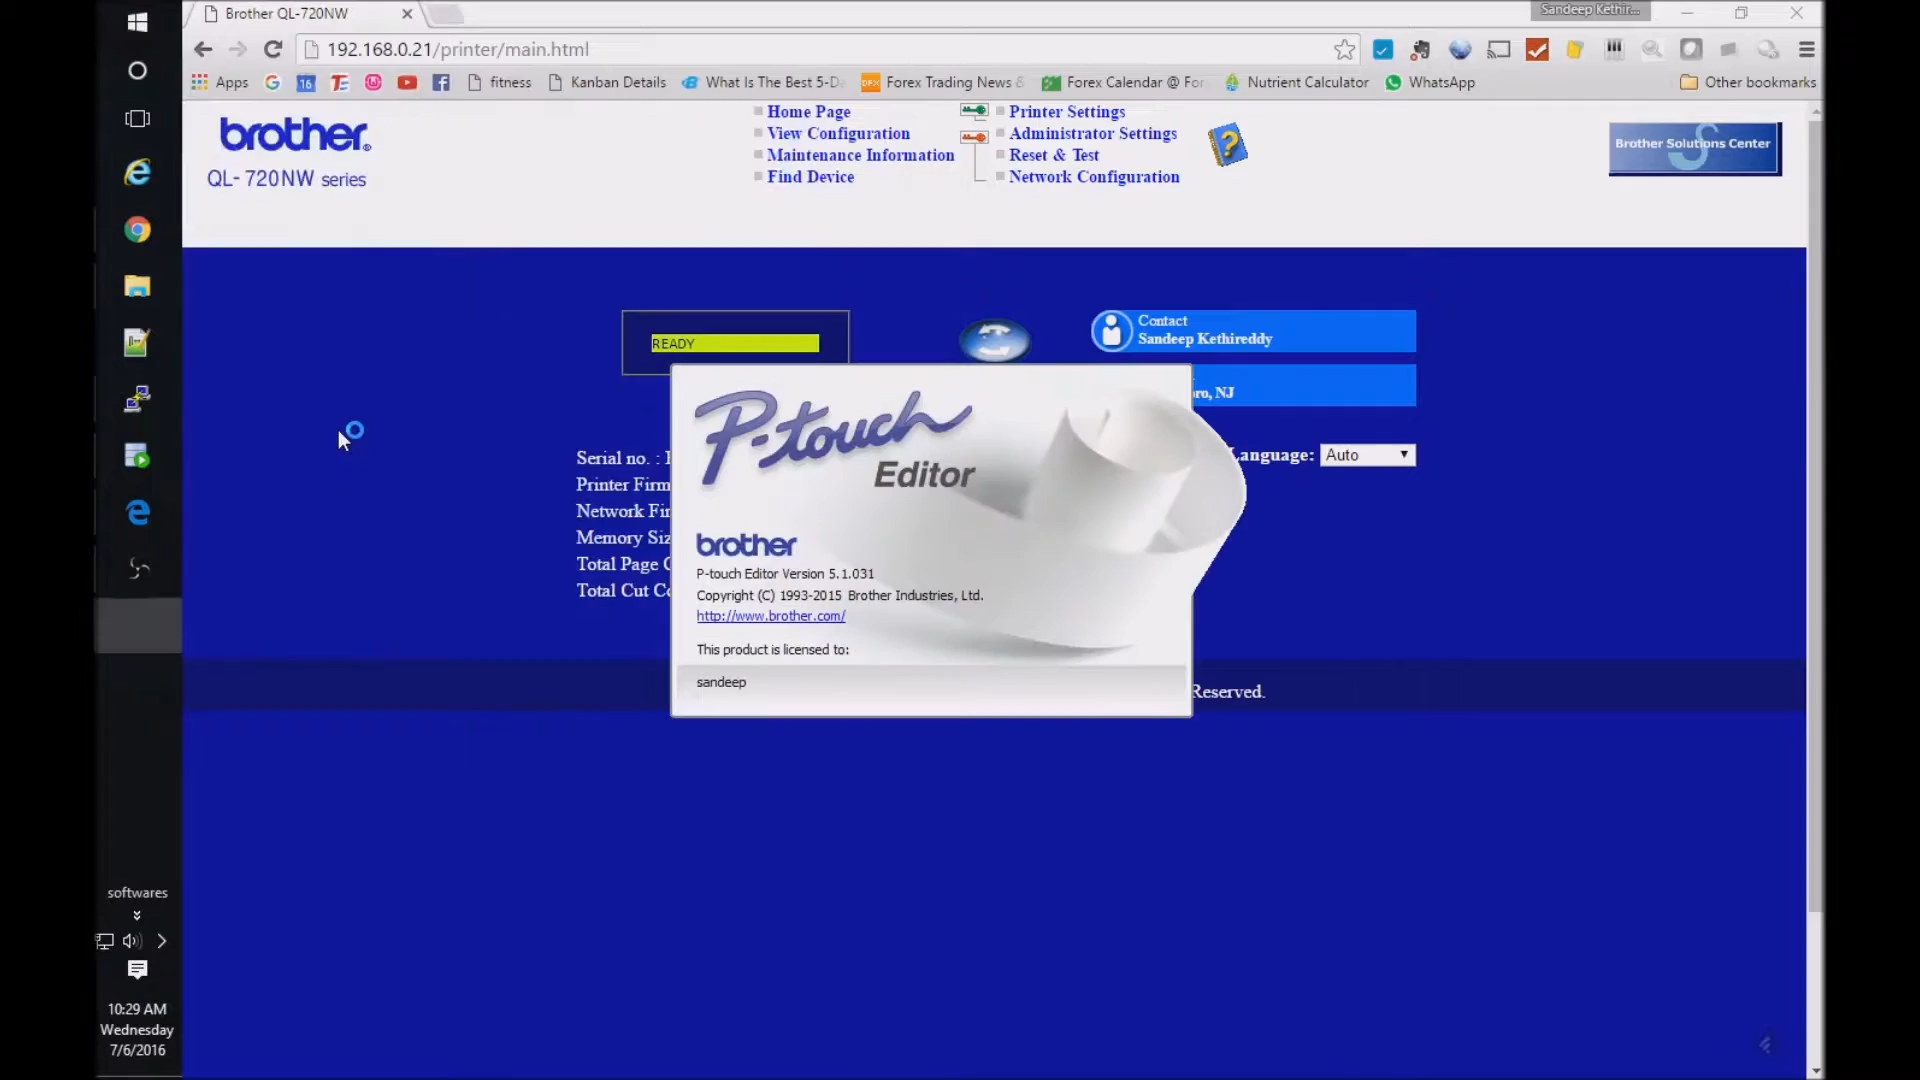 Brother QL-720NW
Sandeep Kethir...
192.168.0.21/printer/main.html
Apps
16
fitness
Kanban Details
What Is The Best 5-D
Forex Trading News &
Forex Calendar @ For
Nutrient Calculator
WhatsApp
Other bookmarks
brother
QL-720NW series
Home Page
View Configuration
Maintenance Information
Find Device
Printer Settings
Administrator Settings
Reset & Test
Network Configuration
Brother Solutions Center
READY
Contact
Sandeep Kethireddy
ro, NJ
Language:
Auto
Serial no. :
Printer Firm
Network Fir
Memory Siz
Total Page C
Total Cut Co
P-touch
Editor
brother
P-touch Editor Version 5.1.031
Copyright (C) 1993-2015 Brother Industries, Ltd.
http://www.brother.com/
This product is licensed to:
sandeep
Reserved.
softwares
10:29 AM
Wednesday
7/6/2016